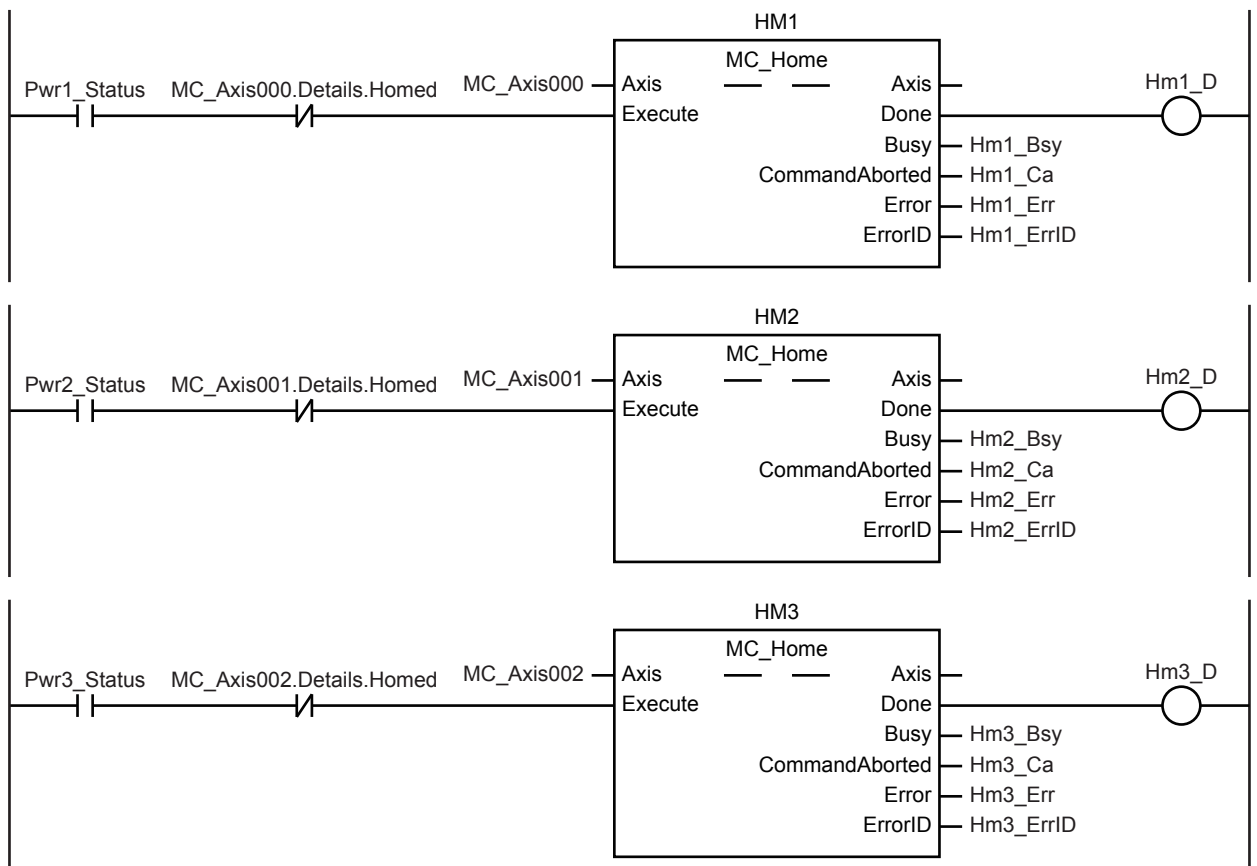 HM1
MC_Home
Pwr1_Status MC_Axis000.Details.Homed MC_Axis000 Axis Axis Hm1_D
Execute Done
Busy Hm1_Bsy
CommandAborted Hm1_Ca
Error Hm1_Err
ErrorID Hm1_ErrID
HM2
MC_Home
Pwr2_Status MC_Axis001.Details.Homed MC_Axis001 Axis Axis Hm2_D
Execute Done
Busy Hm2_Bsy
CommandAborted Hm2_Ca
Error Hm2_Err
ErrorID Hm2_ErrID
HM3
MC_Home
Pwr3_Status MC_Axis002.Details.Homed MC_Axis002 Axis Axis Hm3_D
Execute Done
Busy Hm3_Bsy
CommandAborted Hm3_Ca
Error Hm3_Err
ErrorID Hm3_ErrID